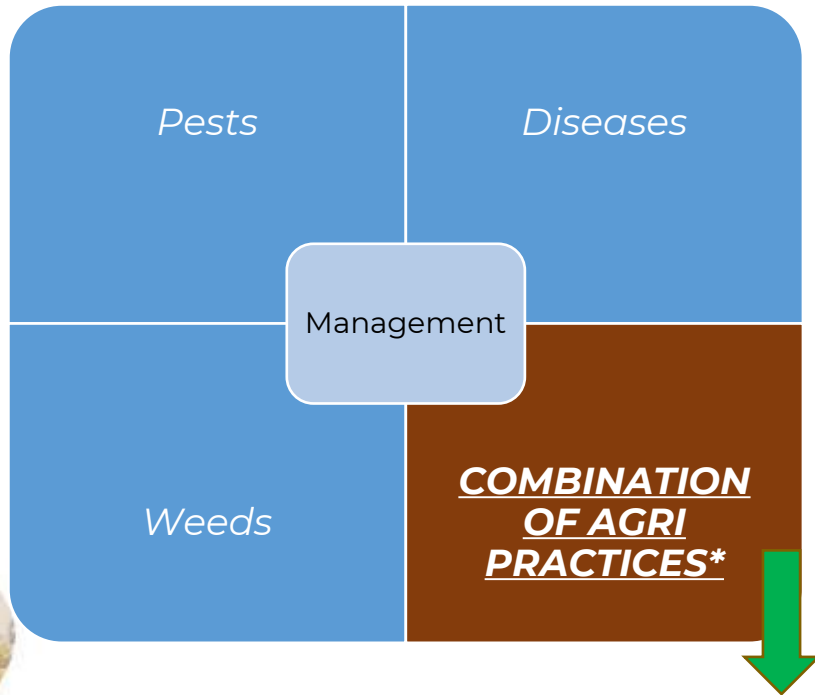 Pests
Diseases
Management
Weeds
COMBINATION
OF AGRI
PRACTICES*